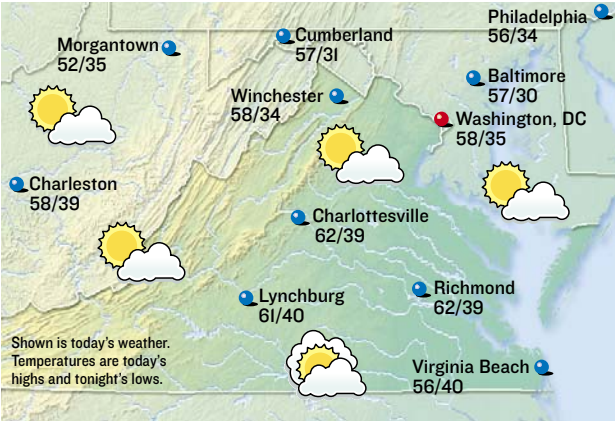 Philadelphia
56/34
Cumberland
57/31
Morgantown
52/35
Baltimore
57/30
Winchester
58/34
Washington, DC
58/35
Charleston
58/39
Charlottesville
62/39
Richmond
62/39
Lynchburg
61/40
Shown is today's weather.
Temperatures are today's
highs and tonight's lows.
Virginia Beach
56/40